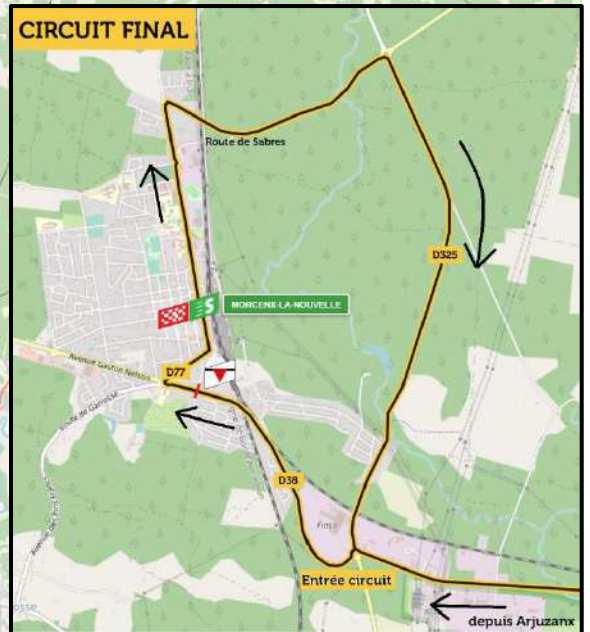 CIRCUIT FINAL
Route de Sabres
D325
S
MORCENX-LA-NOUVELLE
Avenue Gaston Nelson
D77
Route de Garrosse
D38
Finsa
Entrée circuit
depuis Arjuzanx